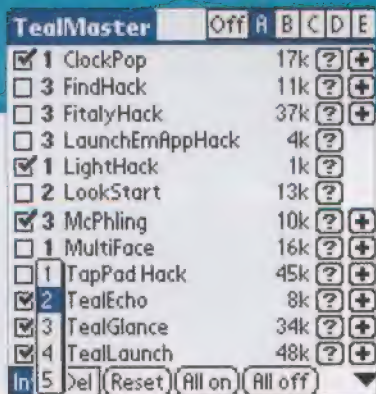 TealMaster Off A B C D E
1 ClockPop 17k ? +
3 FindHack 11k ? +
3 FitalyHack 37k ? +
3 LaunchEmAppHack 4k ?
1 LightHack 1k ?
2 LookStart 13k ?
3 McPhling 10k ? +
1 MultiFace 16k ? +
1 TapPad Hack 45k ? +
2 TealEcho 8k ? +
3 TealGlance 34k ? +
4 TealLaunch 48k ? +
5 Reset All on All off